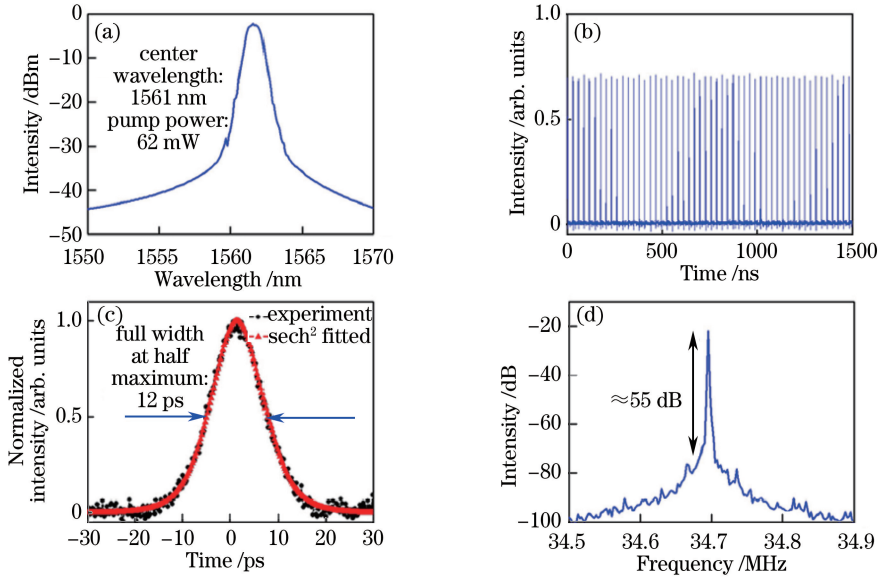 (a)
center
wavelength:
1561 nm
pump power:
62 mW
Intensity /dBm
0
−10
−20
−30
−40
−50
1550
1555
1560
1565
1570
Wavelength /nm
(b)
Intensity /arb. units
1.0
0.5
0
0
500
1000
1500
Time /ns
(c)
full width
at half
maximum:
12 ps
experiment
sech² fitted
Normalized
intensity /arb. units
1.0
0.5
0
−30
−20
−10
0
10
20
30
Time /ps
(d)
≈55 dB
Intensity /dB
−20
−40
−60
−80
−100
34.5
34.6
34.7
34.8
34.9
Frequency /MHz